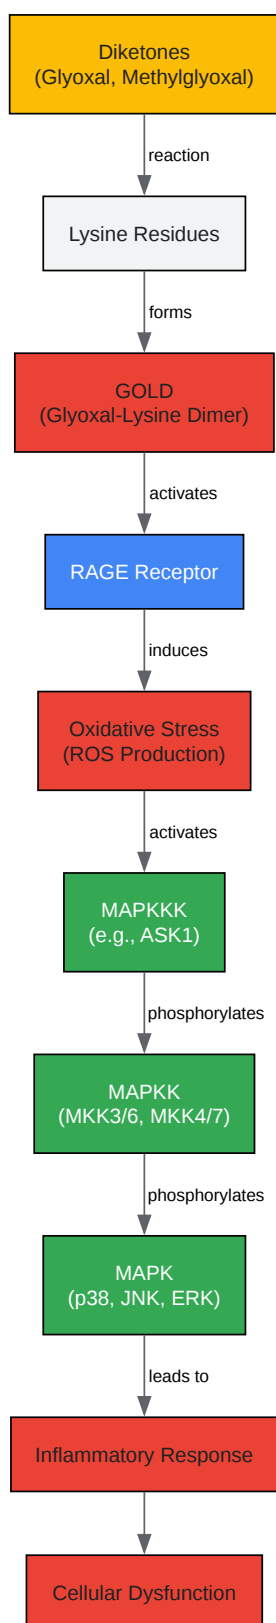 Diketones
(Glyoxal, Methylglyoxal)
reaction
Lysine Residues
forms
GOLD
(Glyoxal-Lysine Dimer)
activates
RAGE Receptor
induces
Oxidative Stress
(ROS Production)
activates
MAPKKK
(e.g., ASK1)
phosphorylates
MAPKK
(MKK3/6, MKK4/7)
phosphorylates
MAPK
(p38, JNK, ERK)
leads to
Inflammatory Response
Cellular Dysfunction